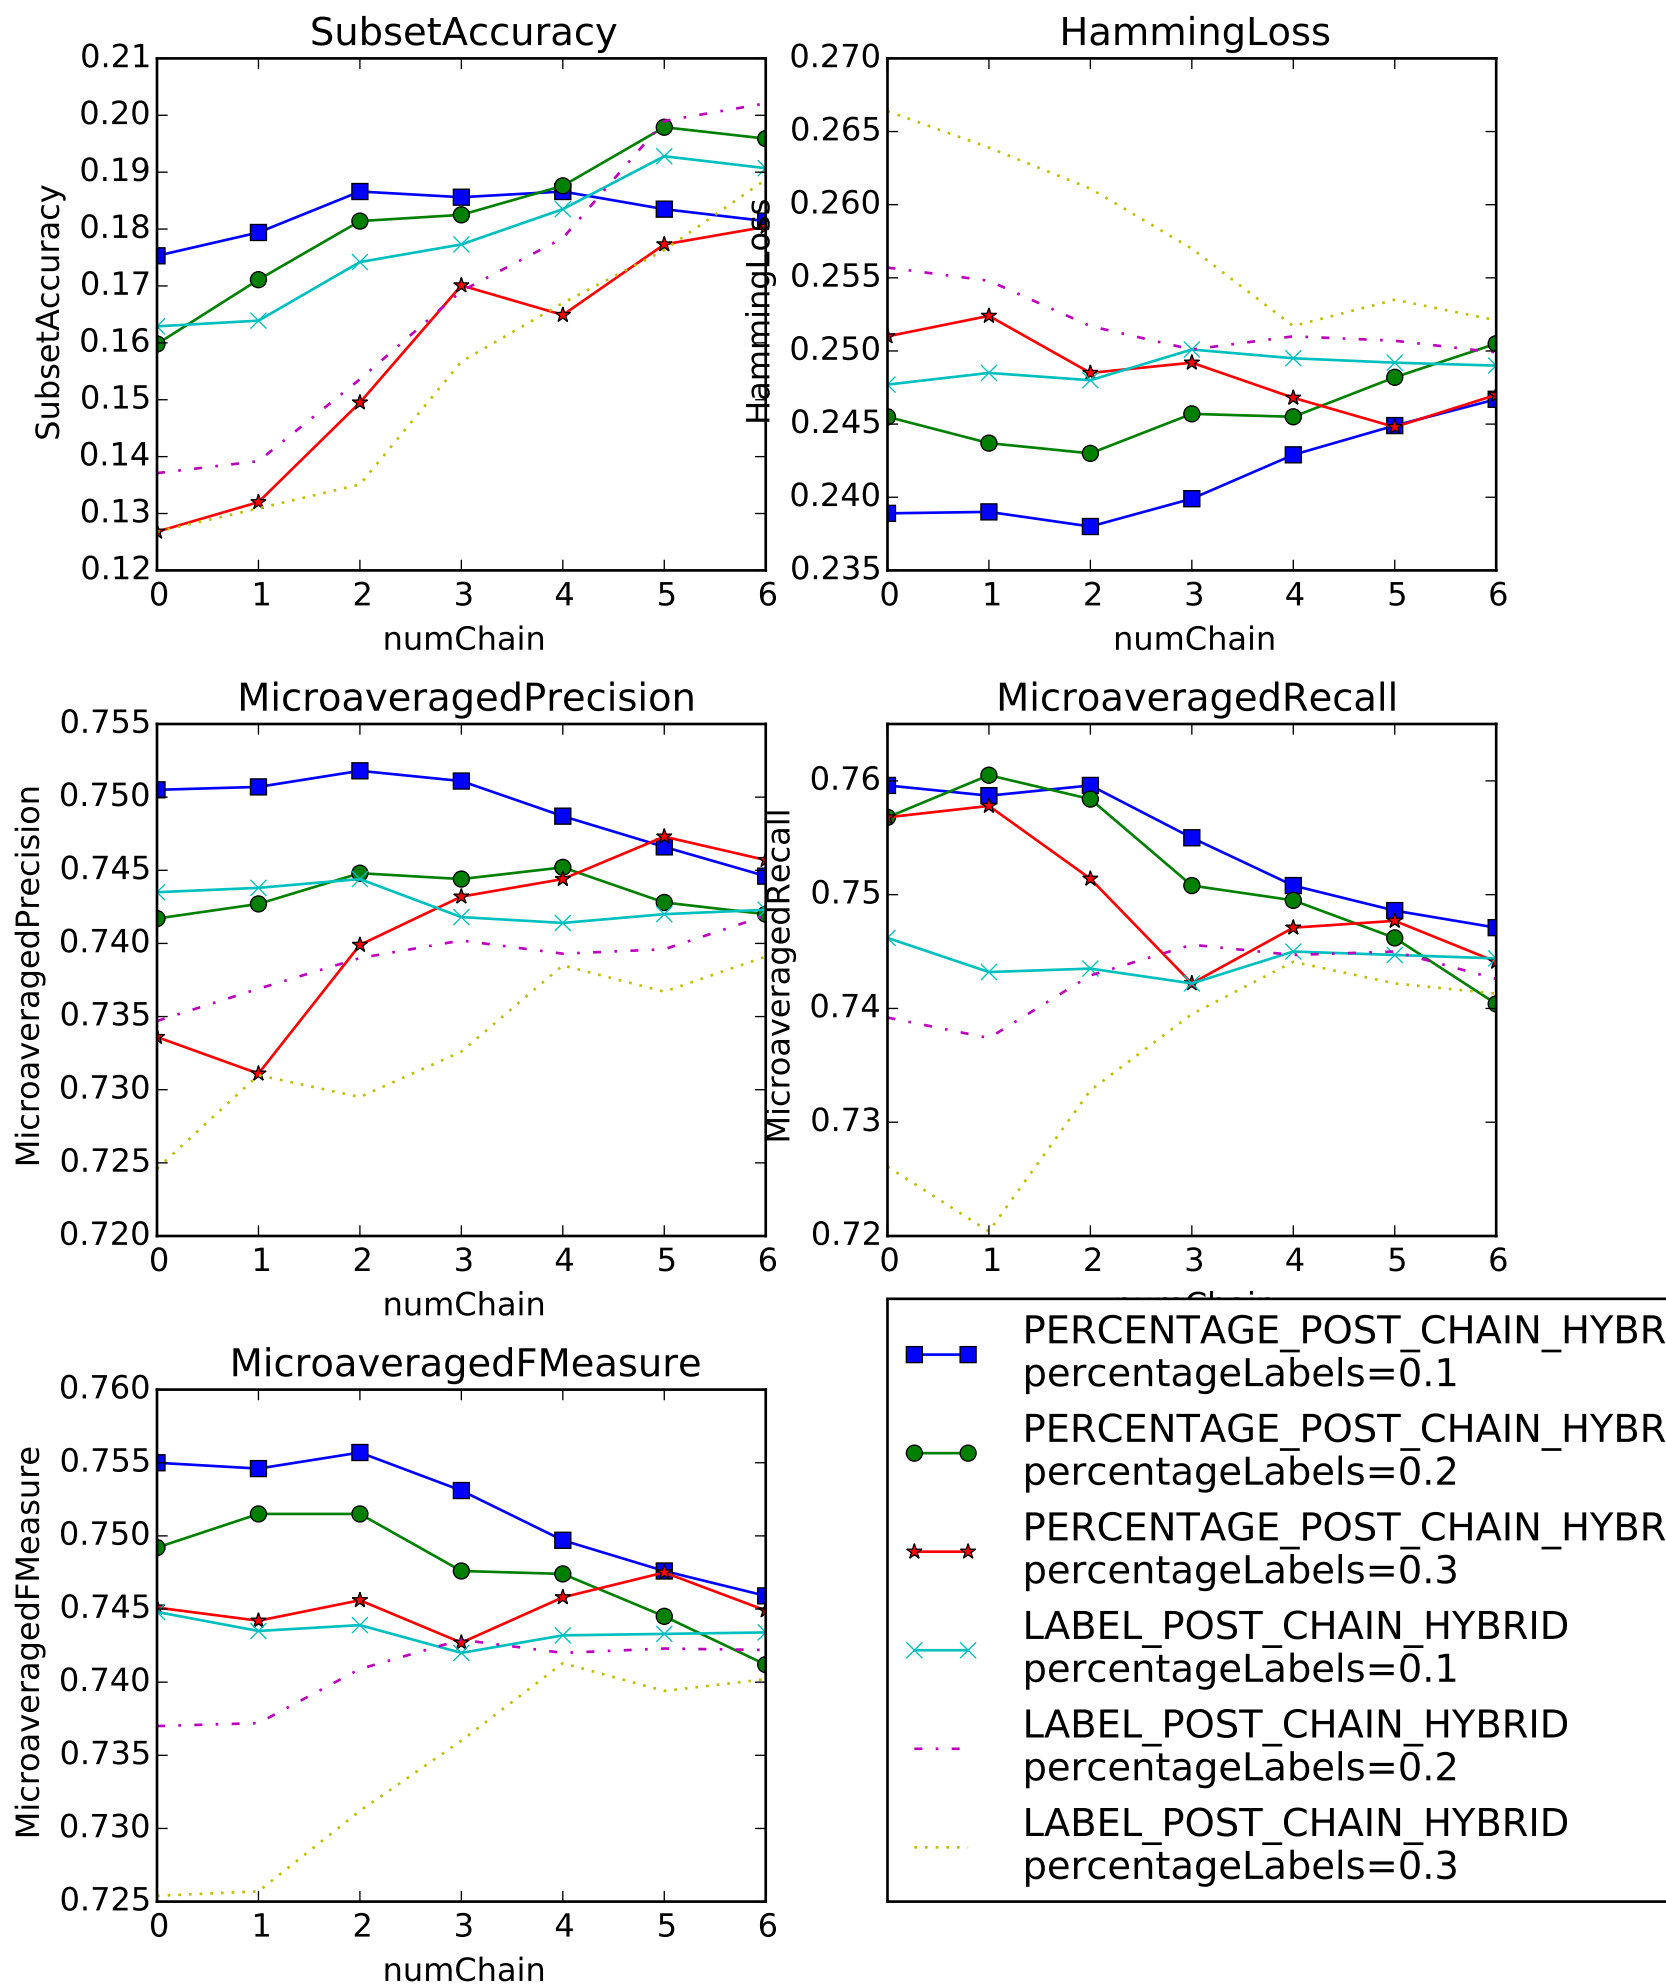 SubsetAccuracy
0.21
0.20
0.19
0.18
0.17
0.16
0.15
0.14
0.13
0.12
SubsetAccuracy
0 1 2 3 4 5 6
numChain
HammingLoss
0.270
0.265
0.260
0.255
0.250
0.245
0.240
0.235
HammingLoss
0 1 2 3 4 5 6
numChain
MicroaveragedPrecision
0.755
0.750
0.745
0.740
0.735
0.730
0.725
0.720
MicroaveragedPrecision
0 1 2 3 4 5 6
numChain
MicroaveragedRecall
0.76
0.75
0.74
0.73
0.72
MicroaveragedRecall
0 1 2 3 4 5 6
MicroaveragedFMeasure
0.760
0.755
0.750
0.745
0.740
0.735
0.730
0.725
MicroaveragedFMeasure
0 1 2 3 4 5 6
numChain
PERCENTAGE_POST_CHAIN_HYBR
percentageLabels=0.1
PERCENTAGE_POST_CHAIN_HYBR
percentageLabels=0.2
PERCENTAGE_POST_CHAIN_HYBR
percentageLabels=0.3
LABEL_POST_CHAIN_HYBRID
percentageLabels=0.1
LABEL_POST_CHAIN_HYBRID
percentageLabels=0.2
LABEL_POST_CHAIN_HYBRID
percentageLabels=0.3